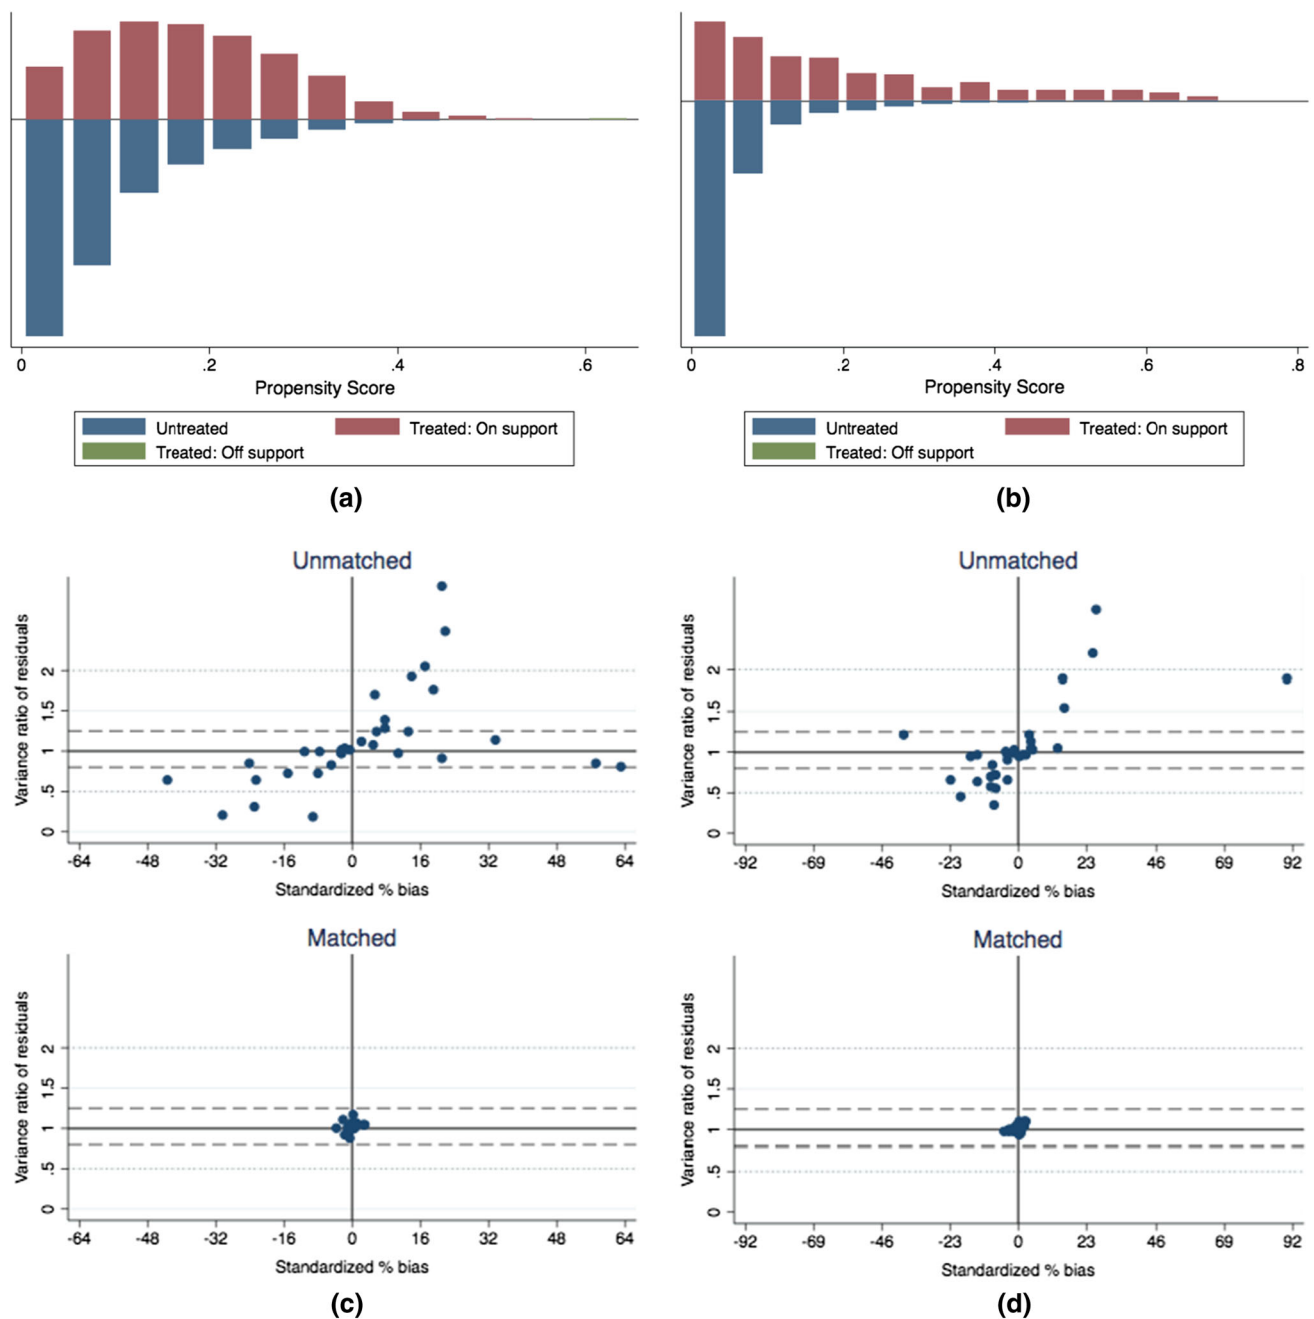 0 .2 .4 .6
Propensity Score
Untreated Treated: On support
Treated: Off support
(a)
0 .2 .4 .6 .8
Propensity Score
Untreated Treated: On support
Treated: Off support
(b)
Unmatched
Variance ratio of residuals
2
1.5
1
.5
0
-64 -48 -32 -16 0 16 32 48 64
Standardized % bias
Matched
Variance ratio of residuals
2
1.5
1
.5
0
-64 -48 -32 -16 0 16 32 48 64
Standardized % bias
(c)
Unmatched
Variance ratio of residuals
2
1.5
1
.5
0
-92 -69 -46 -23 0 23 46 69 92
Standardized % bias
Matched
Variance ratio of residuals
2
1.5
1
.5
0
-92 -69 -46 -23 0 23 46 69 92
Standardized % bias
(d)